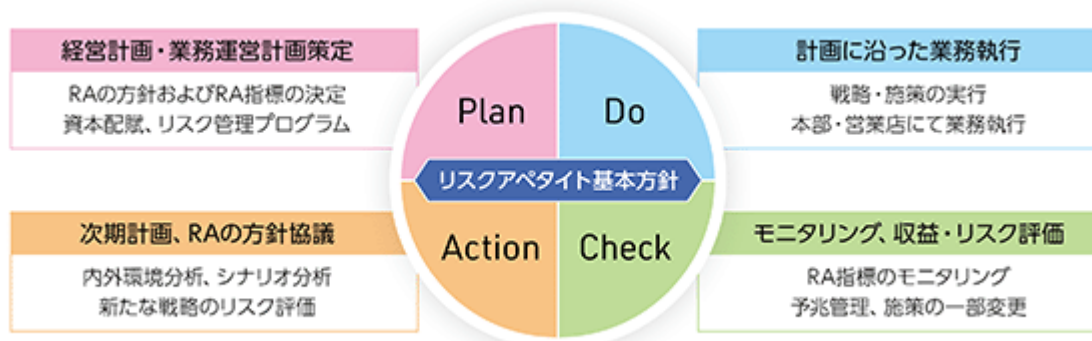 経営計画・業務運営計画策定
RAの方針およびRA指標の決定
資本配賦、リスク管理プログラム
Plan
Do
計画に沿った業務執行
戦略・施策の実行
本部・営業店にて業務執行
リスクアペタイト基本方針
次期計画、RAの方針協議
内外環境分析、シナリオ分析
新たな戦略のリスク評価
Action
Check
モニタリング、収益・リスク評価
RA指標のモニタリング
予兆管理、施策の一部変更